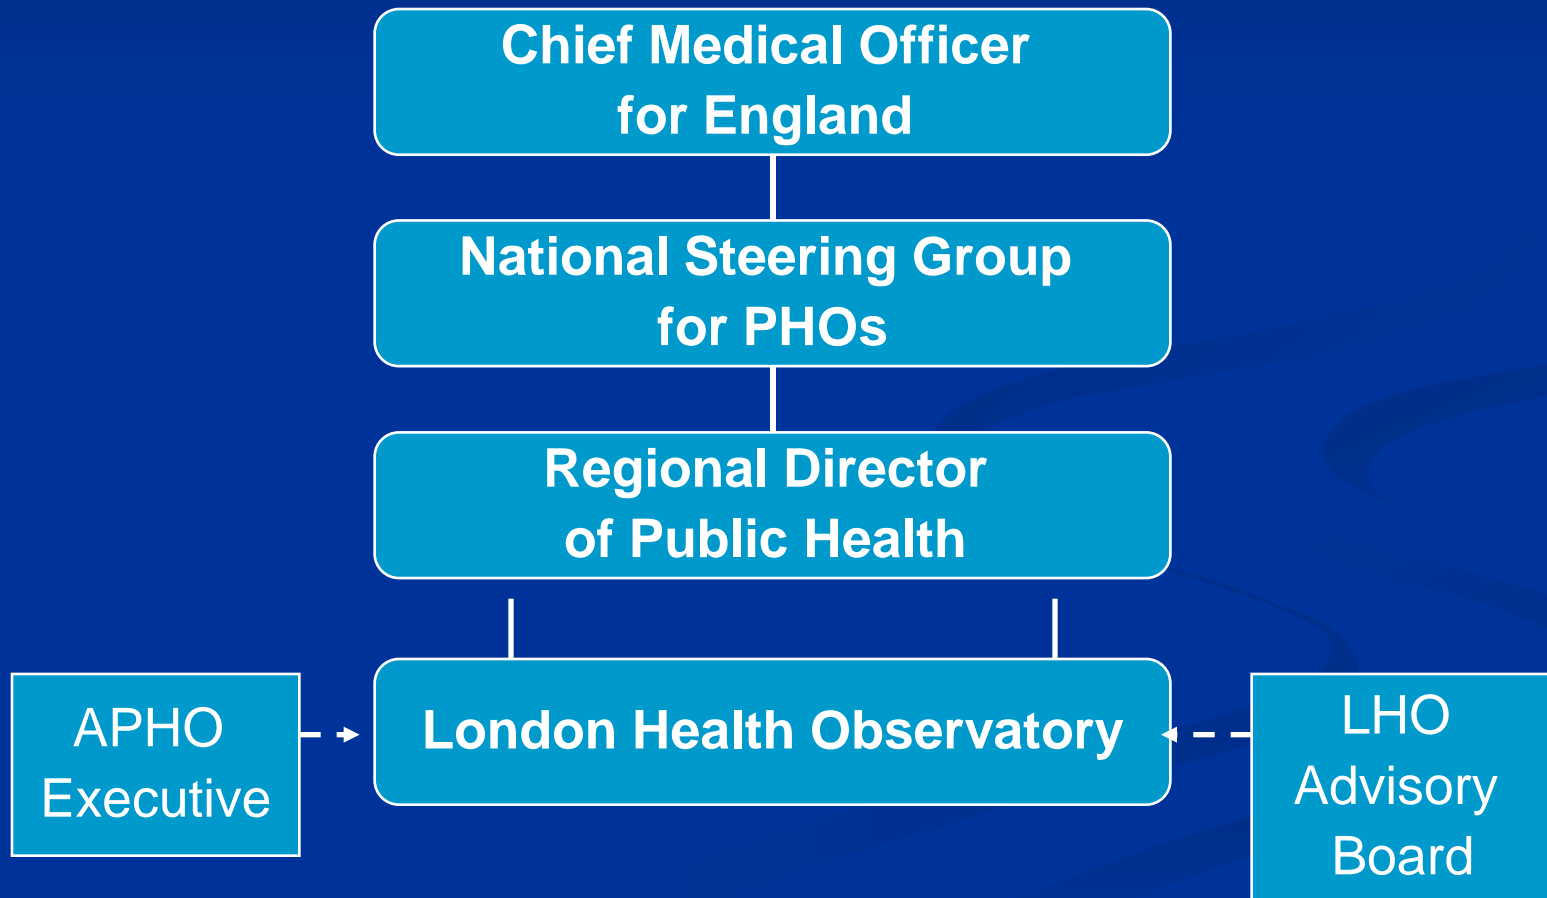 Chief Medical Officer
for England
National Steering Group
for PHOs
Regional Director
of Public Health
APHO
Executive
London Health Observatory
LHO
Advisory
Board